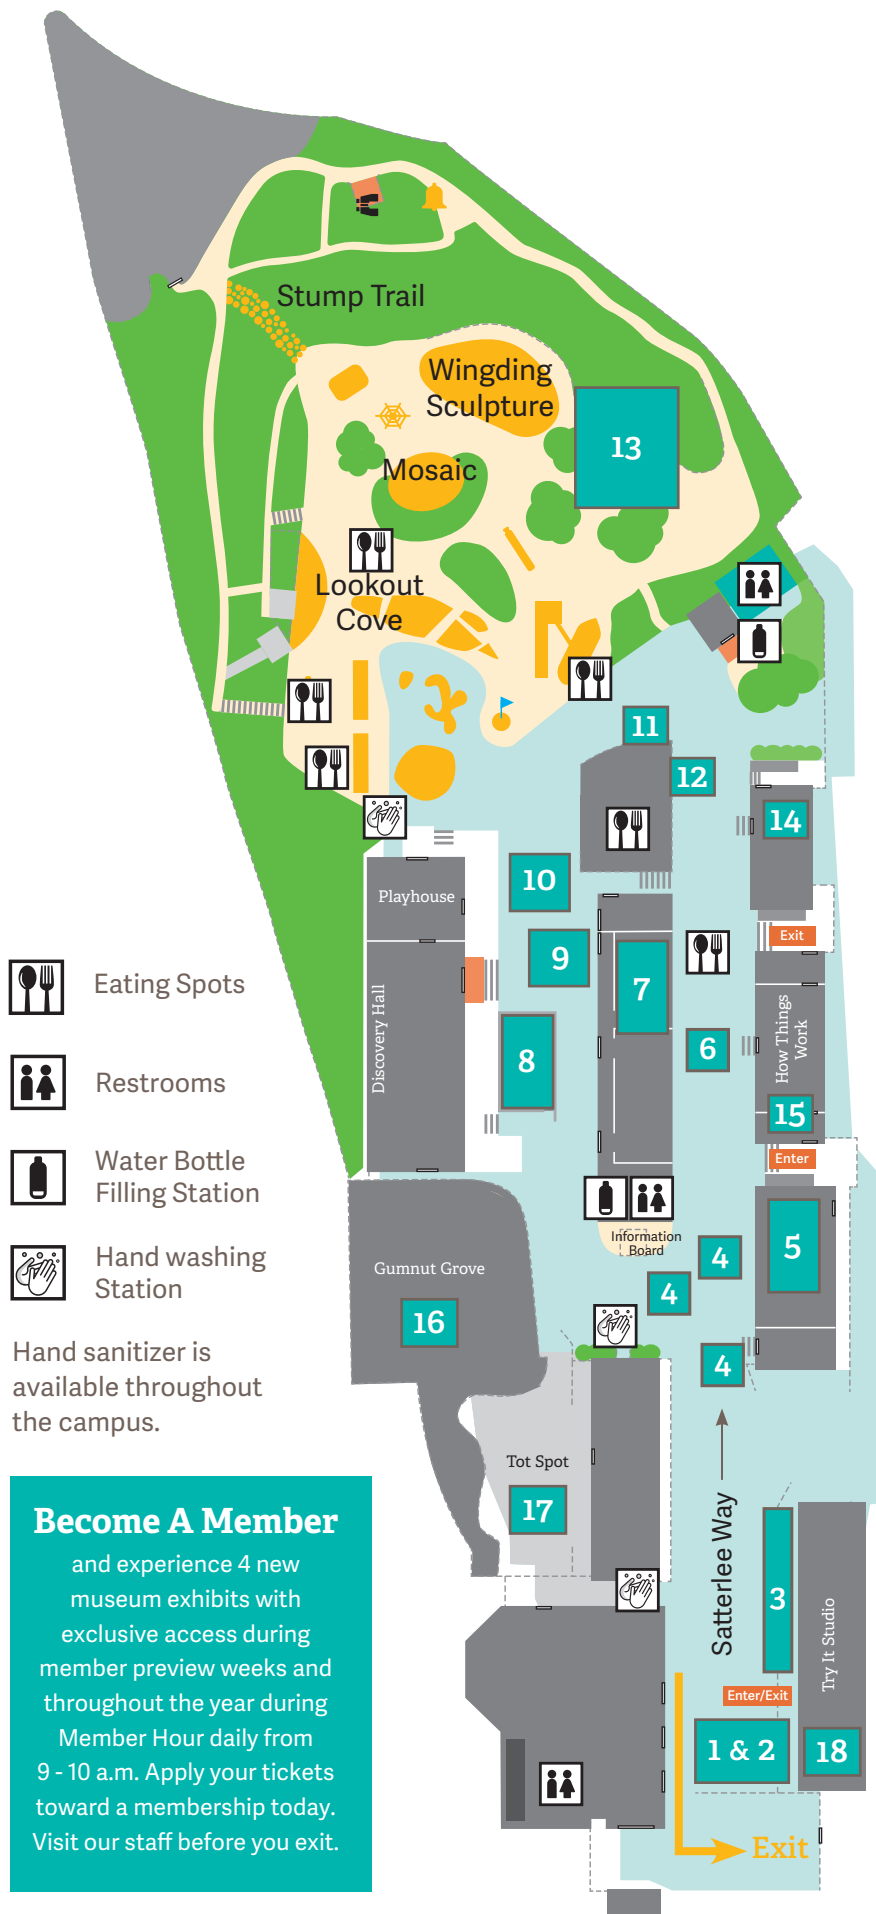 Stump Trail
Wingding
Sculpture
13
Mosaic
Lookout
Cove
11
12
14
10
Playhouse
Exit
9
7
Eating Spots
Discovery Hall
8
6
How Things
Work
Restrooms
15
Enter
Water Bottle
Filling Station
Information
Board
5
4
4
Hand washing
Station
Gumnut Grove
16
4
Hand sanitizer is
available throughout
the campus.
Tot Spot
17
Satterlee Way
3
Try It Studio
Enter/Exit
1 & 2
18
Exit
Become A Member
and experience 4 new
museum exhibits with
exclusive access during
member preview weeks and
throughout the year during
Member Hour daily from
9 - 10 a.m. Apply your tickets
toward a membership today.
Visit our staff before you exit.